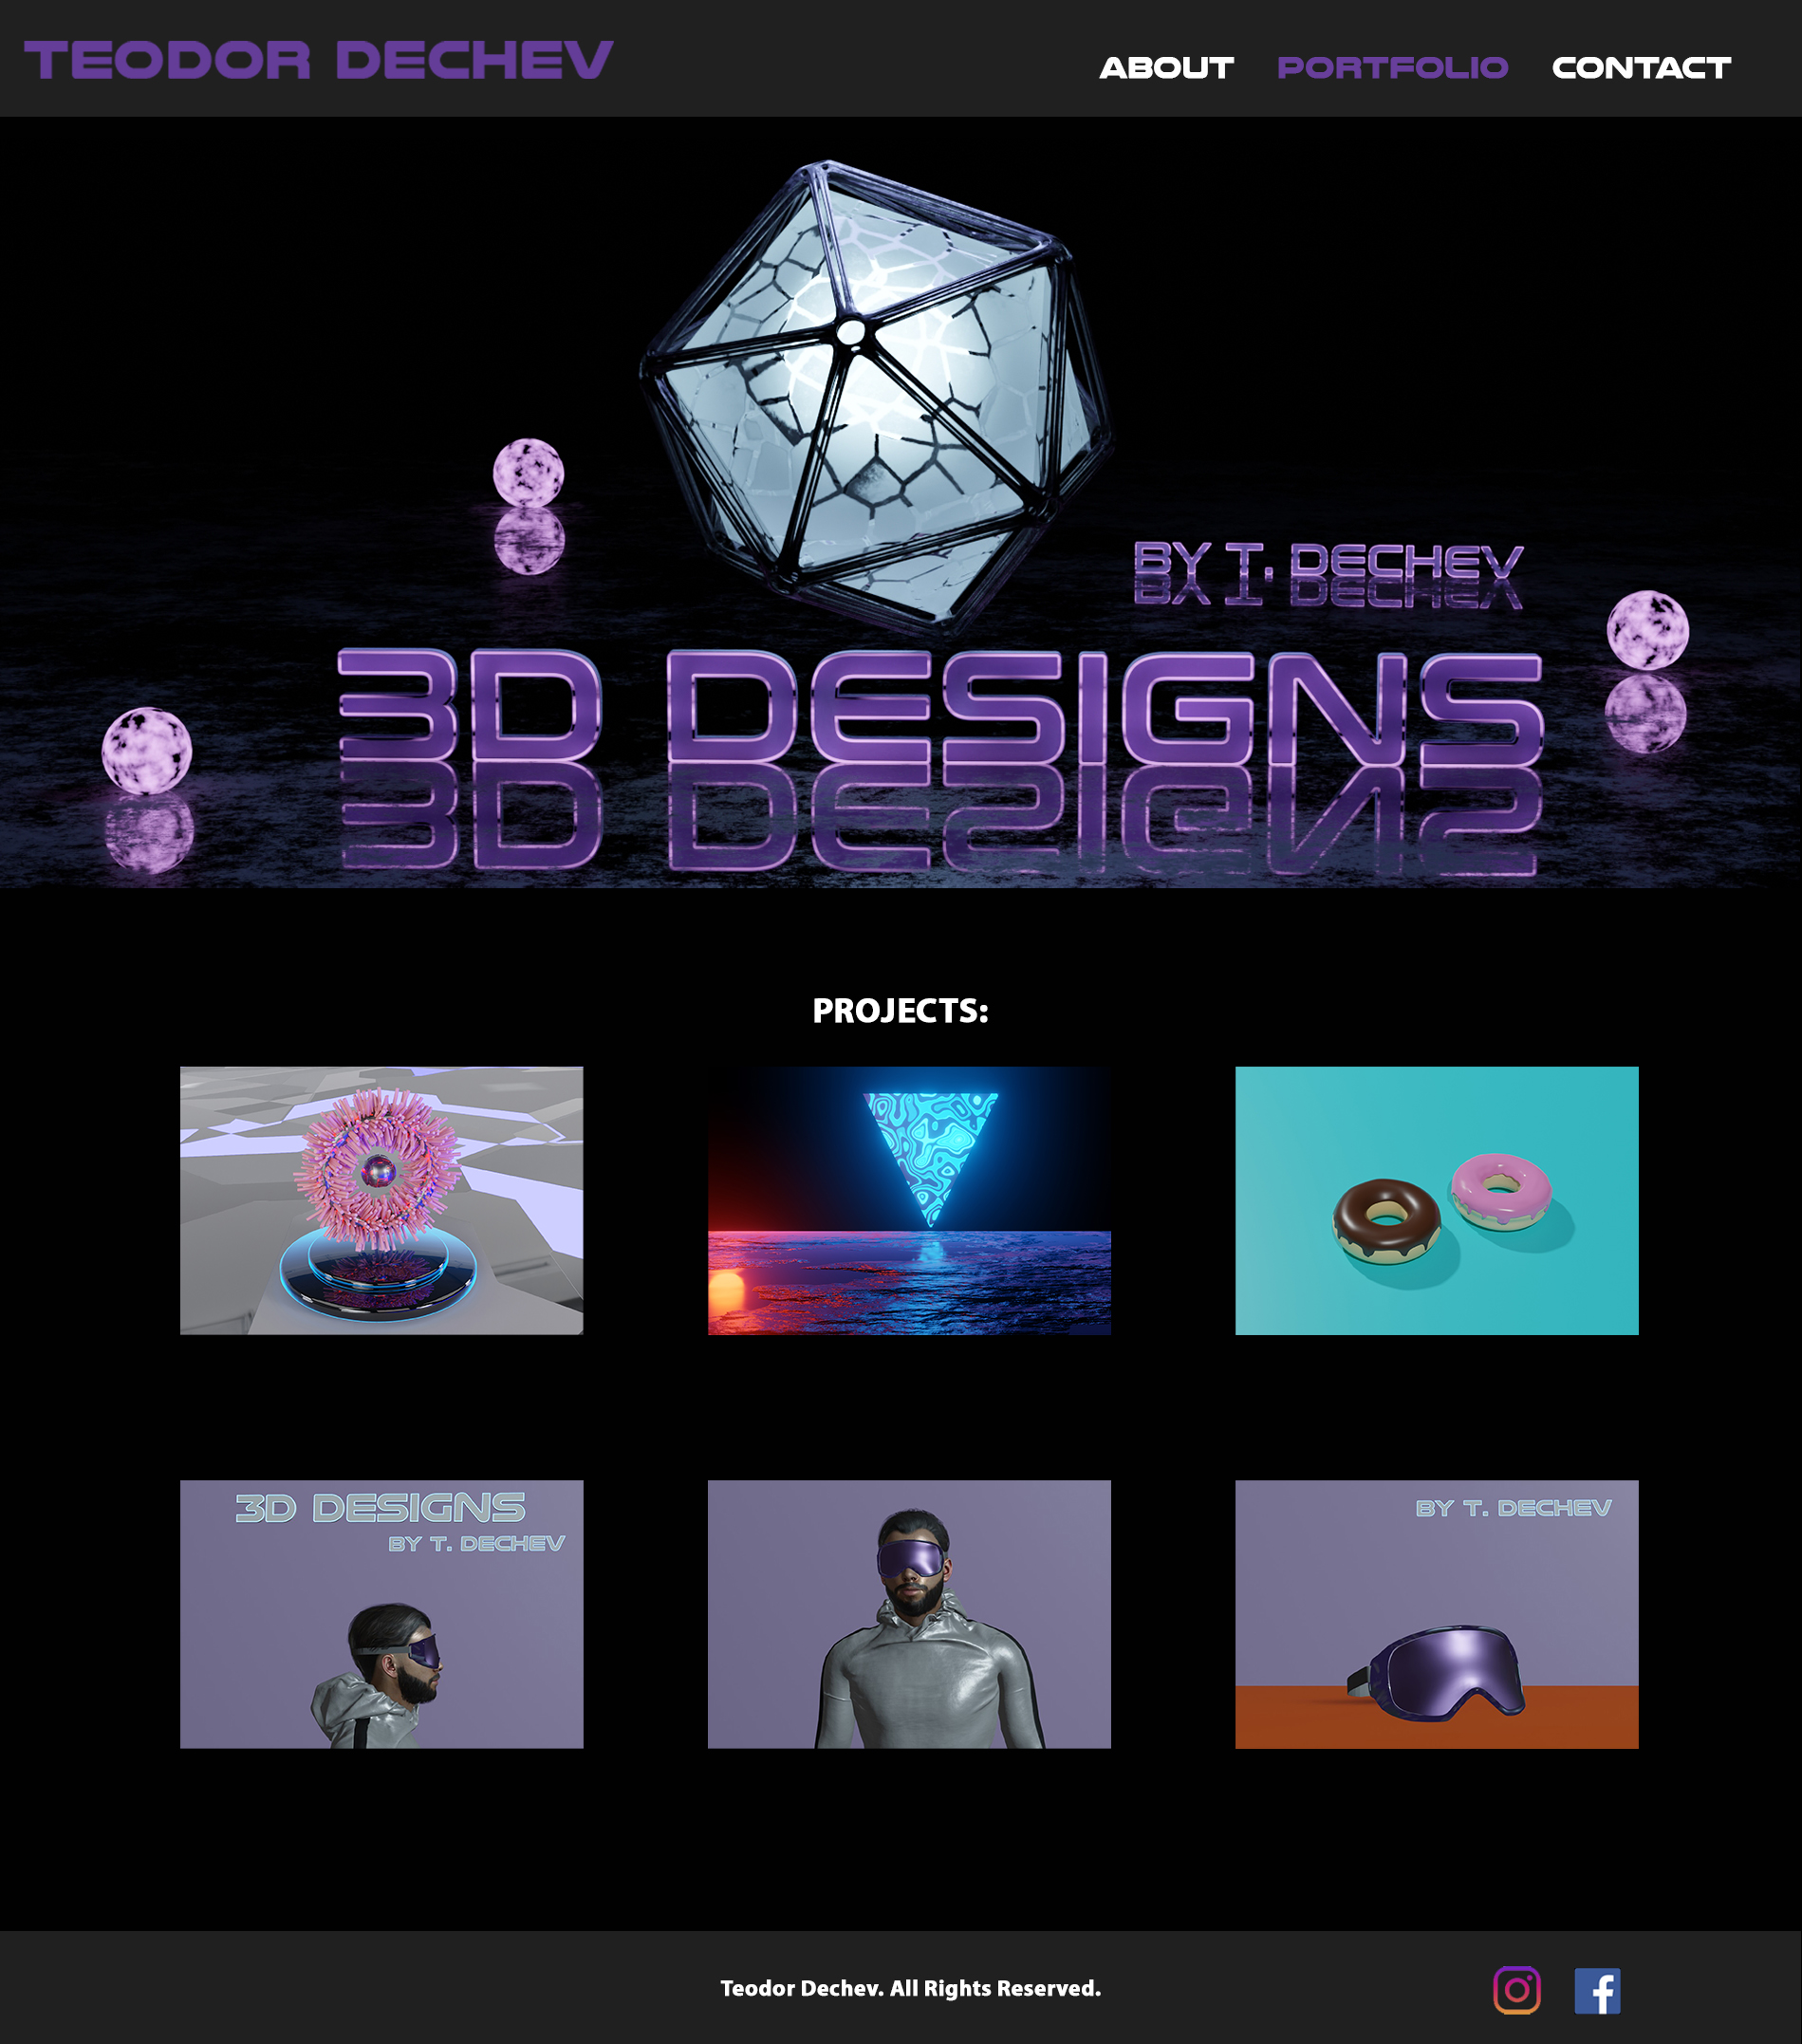 TEODOR DECHEV
ABOUT PORTFOLIO CONTACT
BY T. DECHEV
3D DESIGNS
PROJECTS:
3D DESIGNS
BY T. DECHEV
BY T. DECHEV
Teodor Dechev. All Rights Reserved.